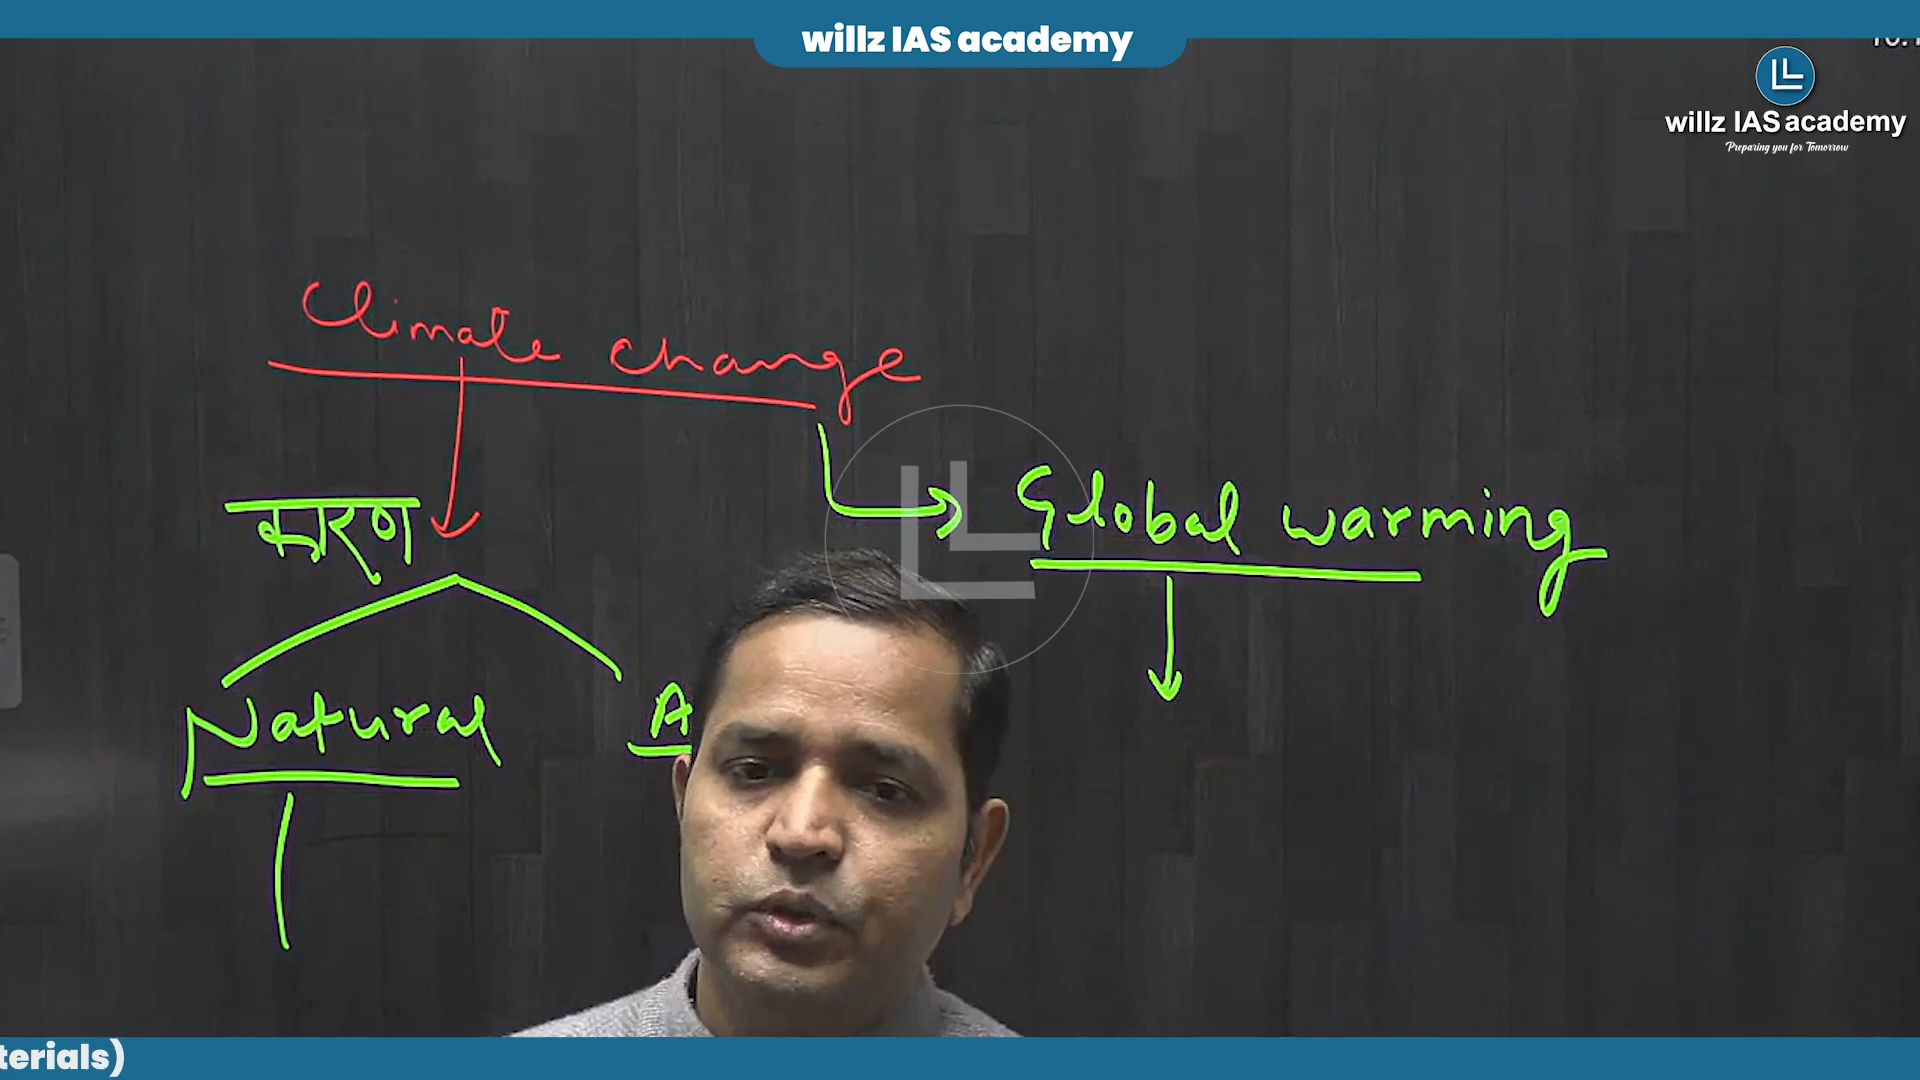 willz IAS academy
willz IAS academy
Preparing you for Tomorrow
Climate change
कारण
Global warming
Natural
A
terials)